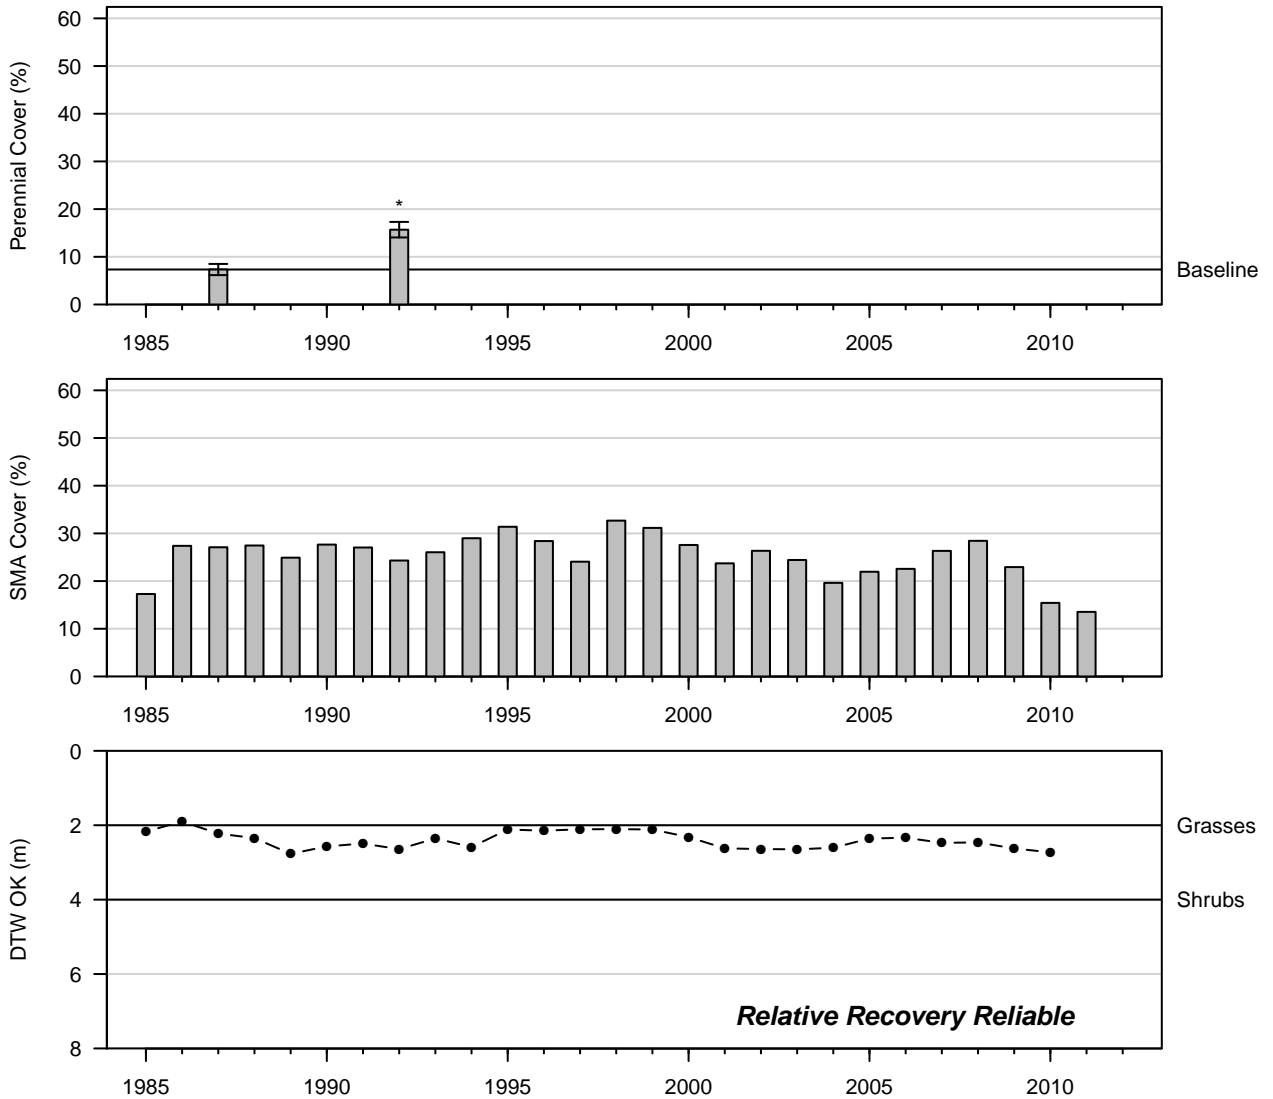 Perennial Cover (%)
60
50
40
30
20
10
0
*
Baseline
1985 1990 1995 2000 2005 2010
SMA Cover (%)
60
50
40
30
20
10
0
1985 1990 1995 2000 2005 2010
DTW OK (m)
0
2
4
6
8
Grasses
Shrubs
Relative Recovery Reliable
1985 1990 1995 2000 2005 2010